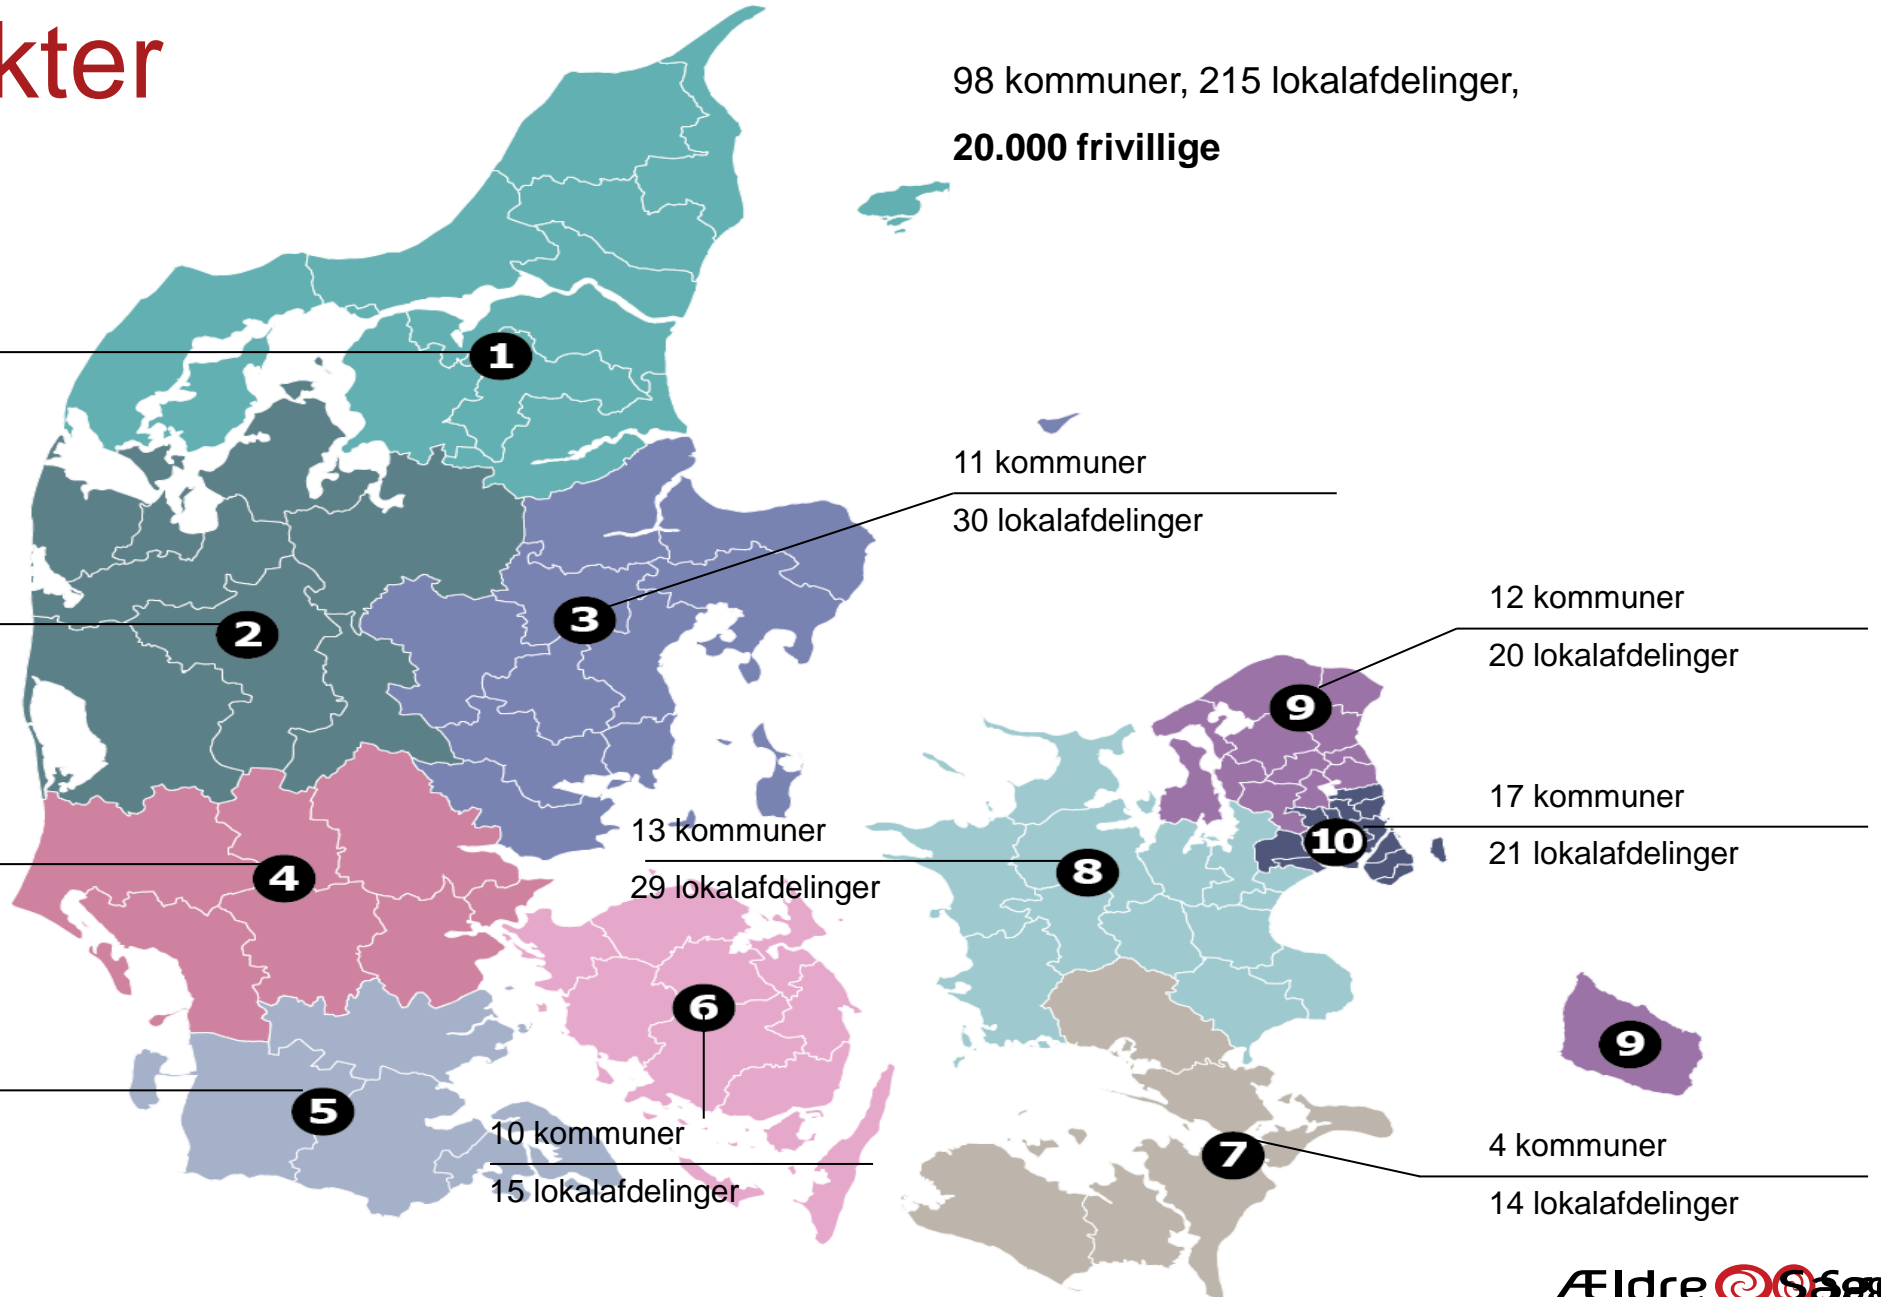 kter
98 kommuner, 215 lokalafdelinger,
20.000 frivillige
1
11 kommuner
30 lokalafdelinger
2
3
12 kommuner
20 lokalafdelinger
9
17 kommuner
21 lokalafdelinger
10
13 kommuner
29 lokalafdelinger
8
4
6
9
5
10 kommuner
15 lokalafdelinger
7
4 kommuner
14 lokalafdelinger
Ældre